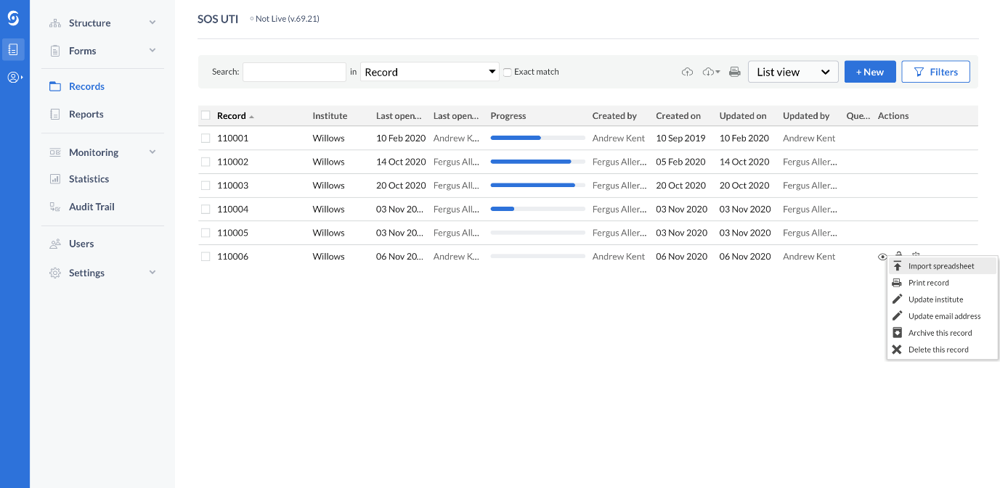 SOS UTI Not Live (v.69.21)
Structure
Forms
Records
Reports
Monitoring
Statistics
Audit Trail
Users
Settings
Search: in Record Exact match List view + New Filters
Record Institute Last open... Last open... Progress Created by Created on Updated on Updated by Que... Actions
110001 Willows 10 Feb 2020 Andrew K... Andrew Kent 10 Sep 2019 10 Feb 2020 Andrew Kent
110002 Willows 14 Oct 2020 Fergus All... Fergus Aller... 05 Feb 2020 14 Oct 2020 Fergus Aller...
110003 Willows 20 Oct 2020 Fergus All... Fergus Aller... 20 Oct 2020 20 Oct 2020 Fergus Aller...
110004 Willows 03 Nov 20... Fergus All... Fergus Aller... 03 Nov 2020 03 Nov 2020 Fergus Aller...
110005 Willows 03 Nov 20... Fergus All... Fergus Aller... 03 Nov 2020 03 Nov 2020 Fergus Aller...
110006 Willows 06 Nov 20... Andrew K... Andrew Kent 06 Nov 2020 06 Nov 2020 Andrew Kent
Import spreadsheet
Print record
Update institute
Update email address
Archive this record
Delete this record